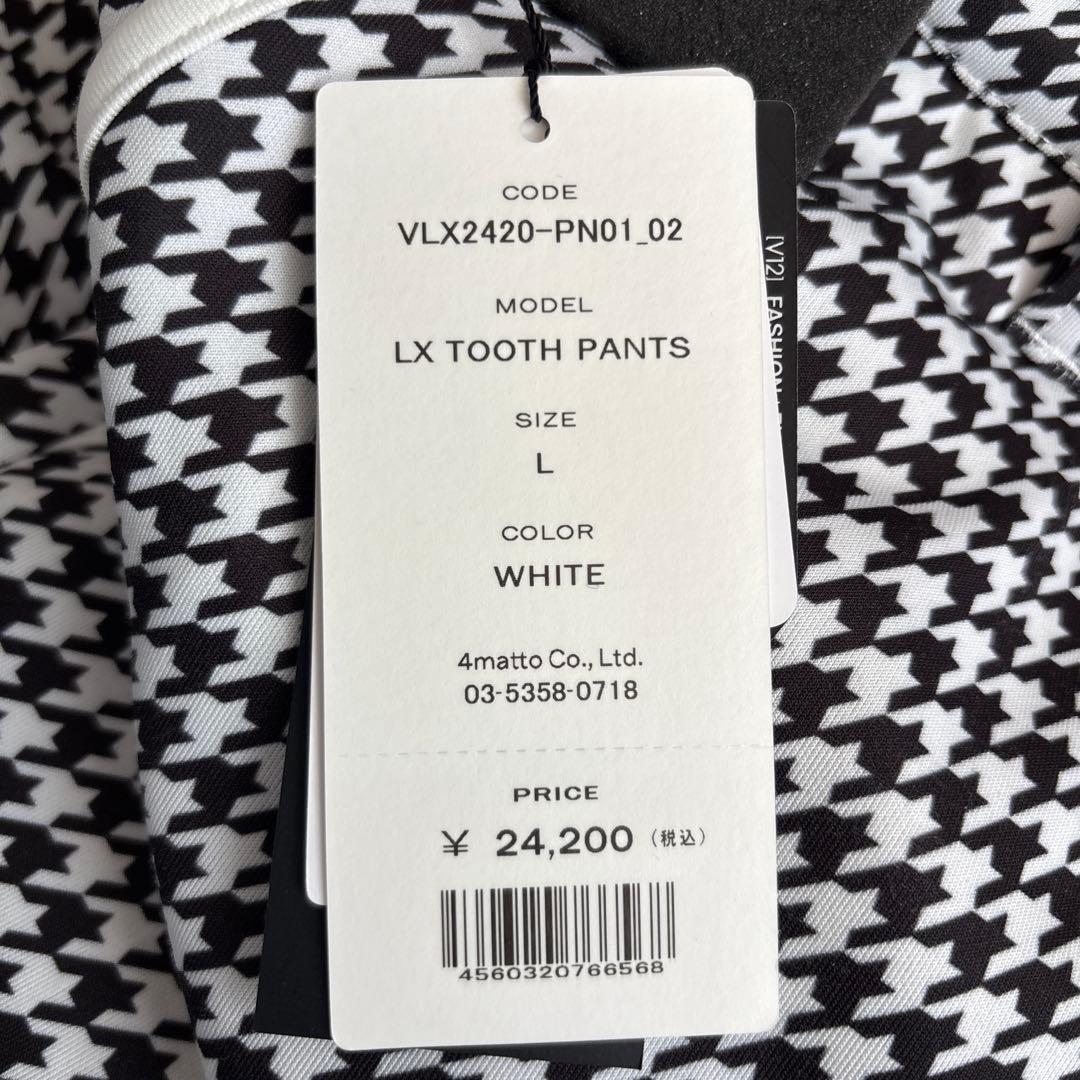 CODE
VLX2420-PN01_02
MODEL
LX TOOTH PANTS
SIZE
L
COLOR
WHITE
4matto Co., Ltd.
03-5358-0718
PRICE
¥ 24,200 (税込)
4560320766568
[V12] FASHION